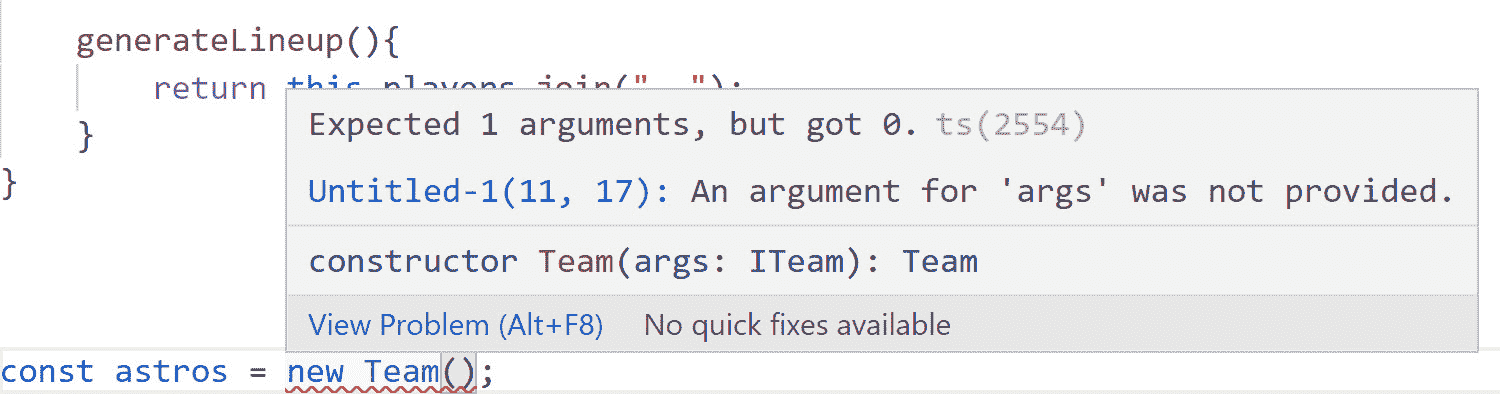 generateLineup(){
return this.players.join(", ");
}
}
Expected 1 arguments, but got 0. ts(2554)
Untitled-1(11, 17): An argument for 'args' was not provided.
constructor Team(args: ITeam): Team
View Problem (Alt+F8) No quick fixes available
const astros = new Team();